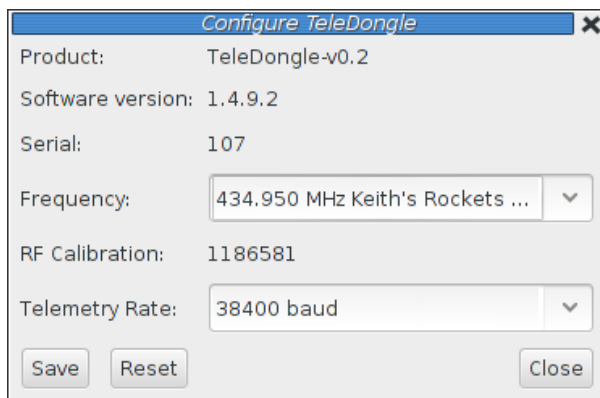 Configure TeleDongle
Product: TeleDongle-v0.2
Software version: 1.4.9.2
Serial: 107
Frequency: 434.950 MHz Keith's Rockets ...
RF Calibration: 1186581
Telemetry Rate: 38400 baud
Save Reset Close